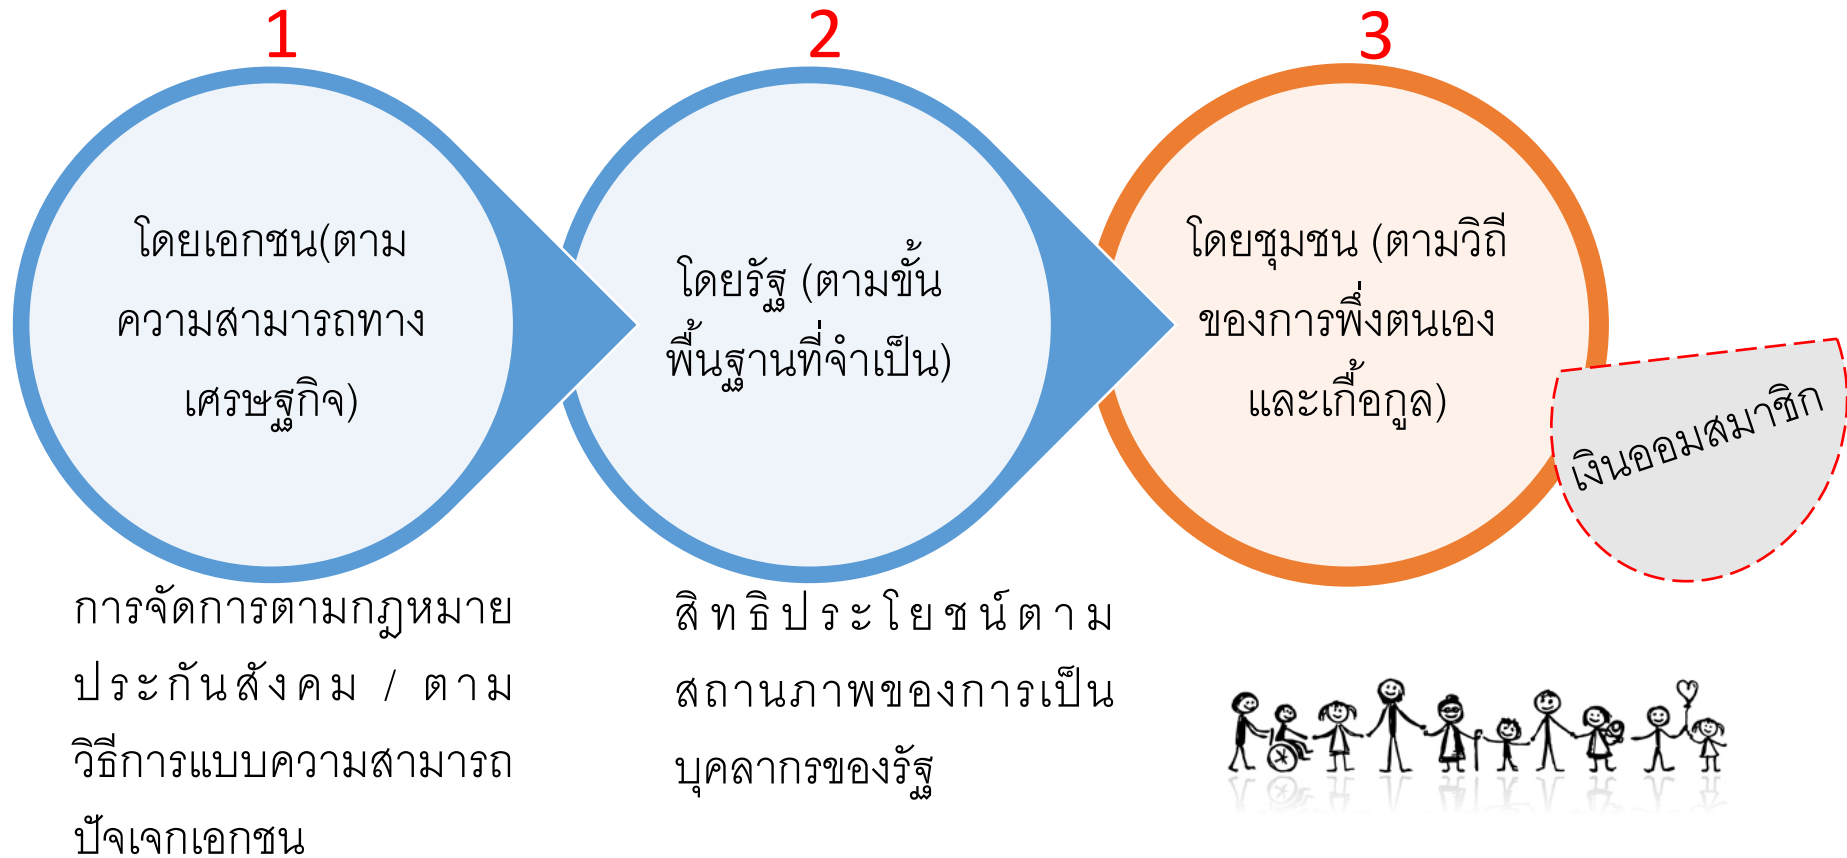 1
โดยเอกชน(ตาม
ความสามารถทาง
เศรษฐกิจ)
การจัดการตามกฎหมาย
ประกันสังคม / ตาม
วิธีการแบบความสามารถ
ปัจเจกเอกชน
2
โดยรัฐ (ตามขั้น
พื้นฐานที่จำเป็น)
สิทธิประโยชน์ตาม
สถานภาพของการเป็น
บุคลากรของรัฐ
3
โดยชุมชน (ตามวิถี
ของการพึ่งตนเอง
และเกื้อกูล)
เงินออมสมาชิก